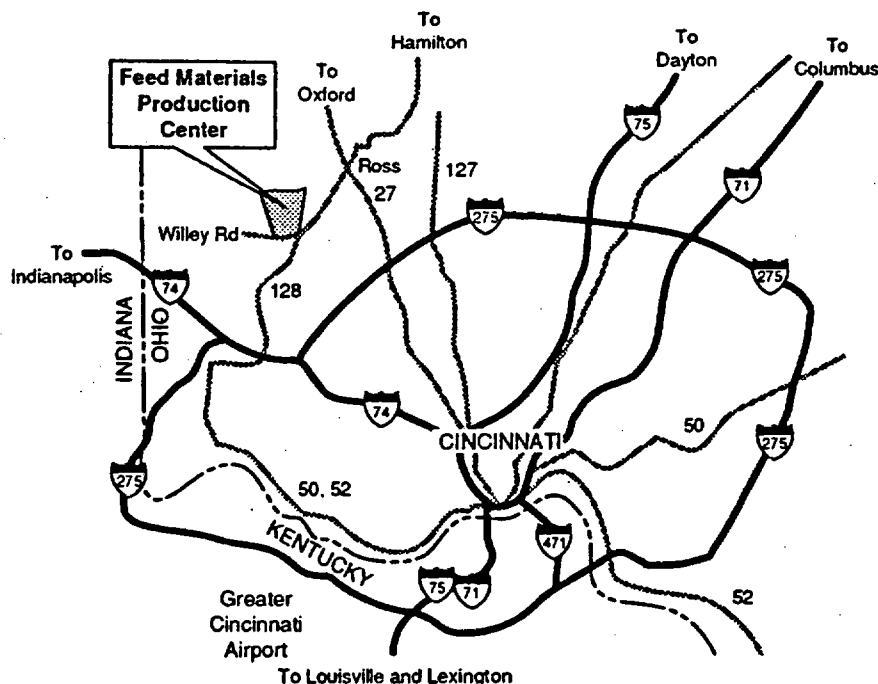 To
Hamilton
To
Dayton
To
Columbus
Feed Materials
Production
Center
To
Oxford
75
Ross
27
127
71
275
Willey Rd
To
Indianapolis
74
275
128
INDIANA
OHIO
74
CINCINNATI
50
275
275
50, 52
KENTUCKY
471
75
71
52
Greater
Cincinnati
Airport
To Louisville and Lexington